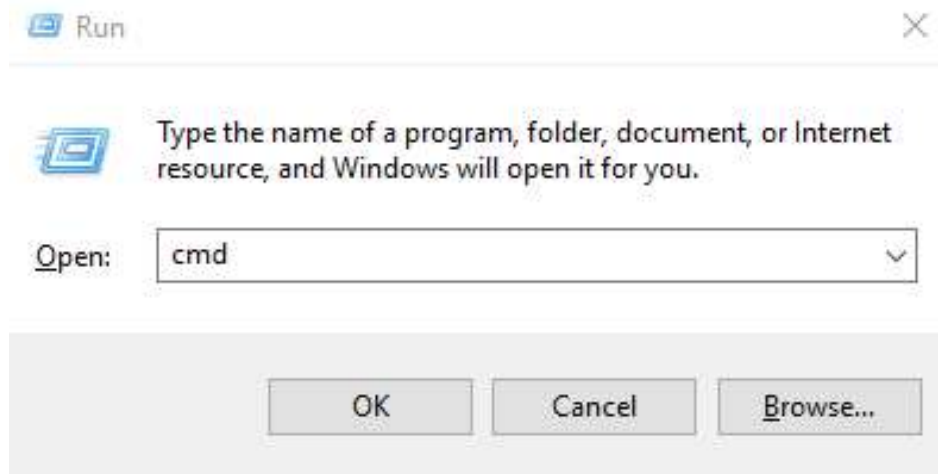 Run
Type the name of a program, folder, document, or Internet
resource, and Windows will open it for you.
Open: cmd
OK Cancel Browse...